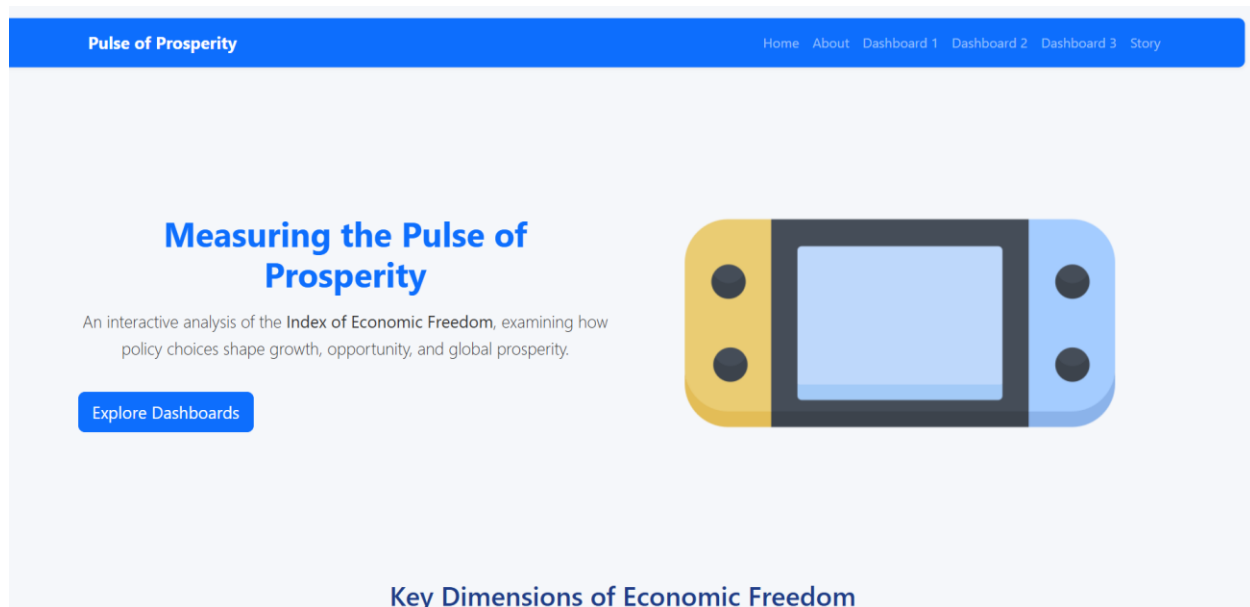 Pulse of Prosperity
Home About Dashboard 1 Dashboard 2 Dashboard 3 Story
Measuring the Pulse of
Prosperity
An interactive analysis of the Index of Economic Freedom, examining how
policy choices shape growth, opportunity, and global prosperity.
Explore Dashboards
Key Dimensions of Economic Freedom